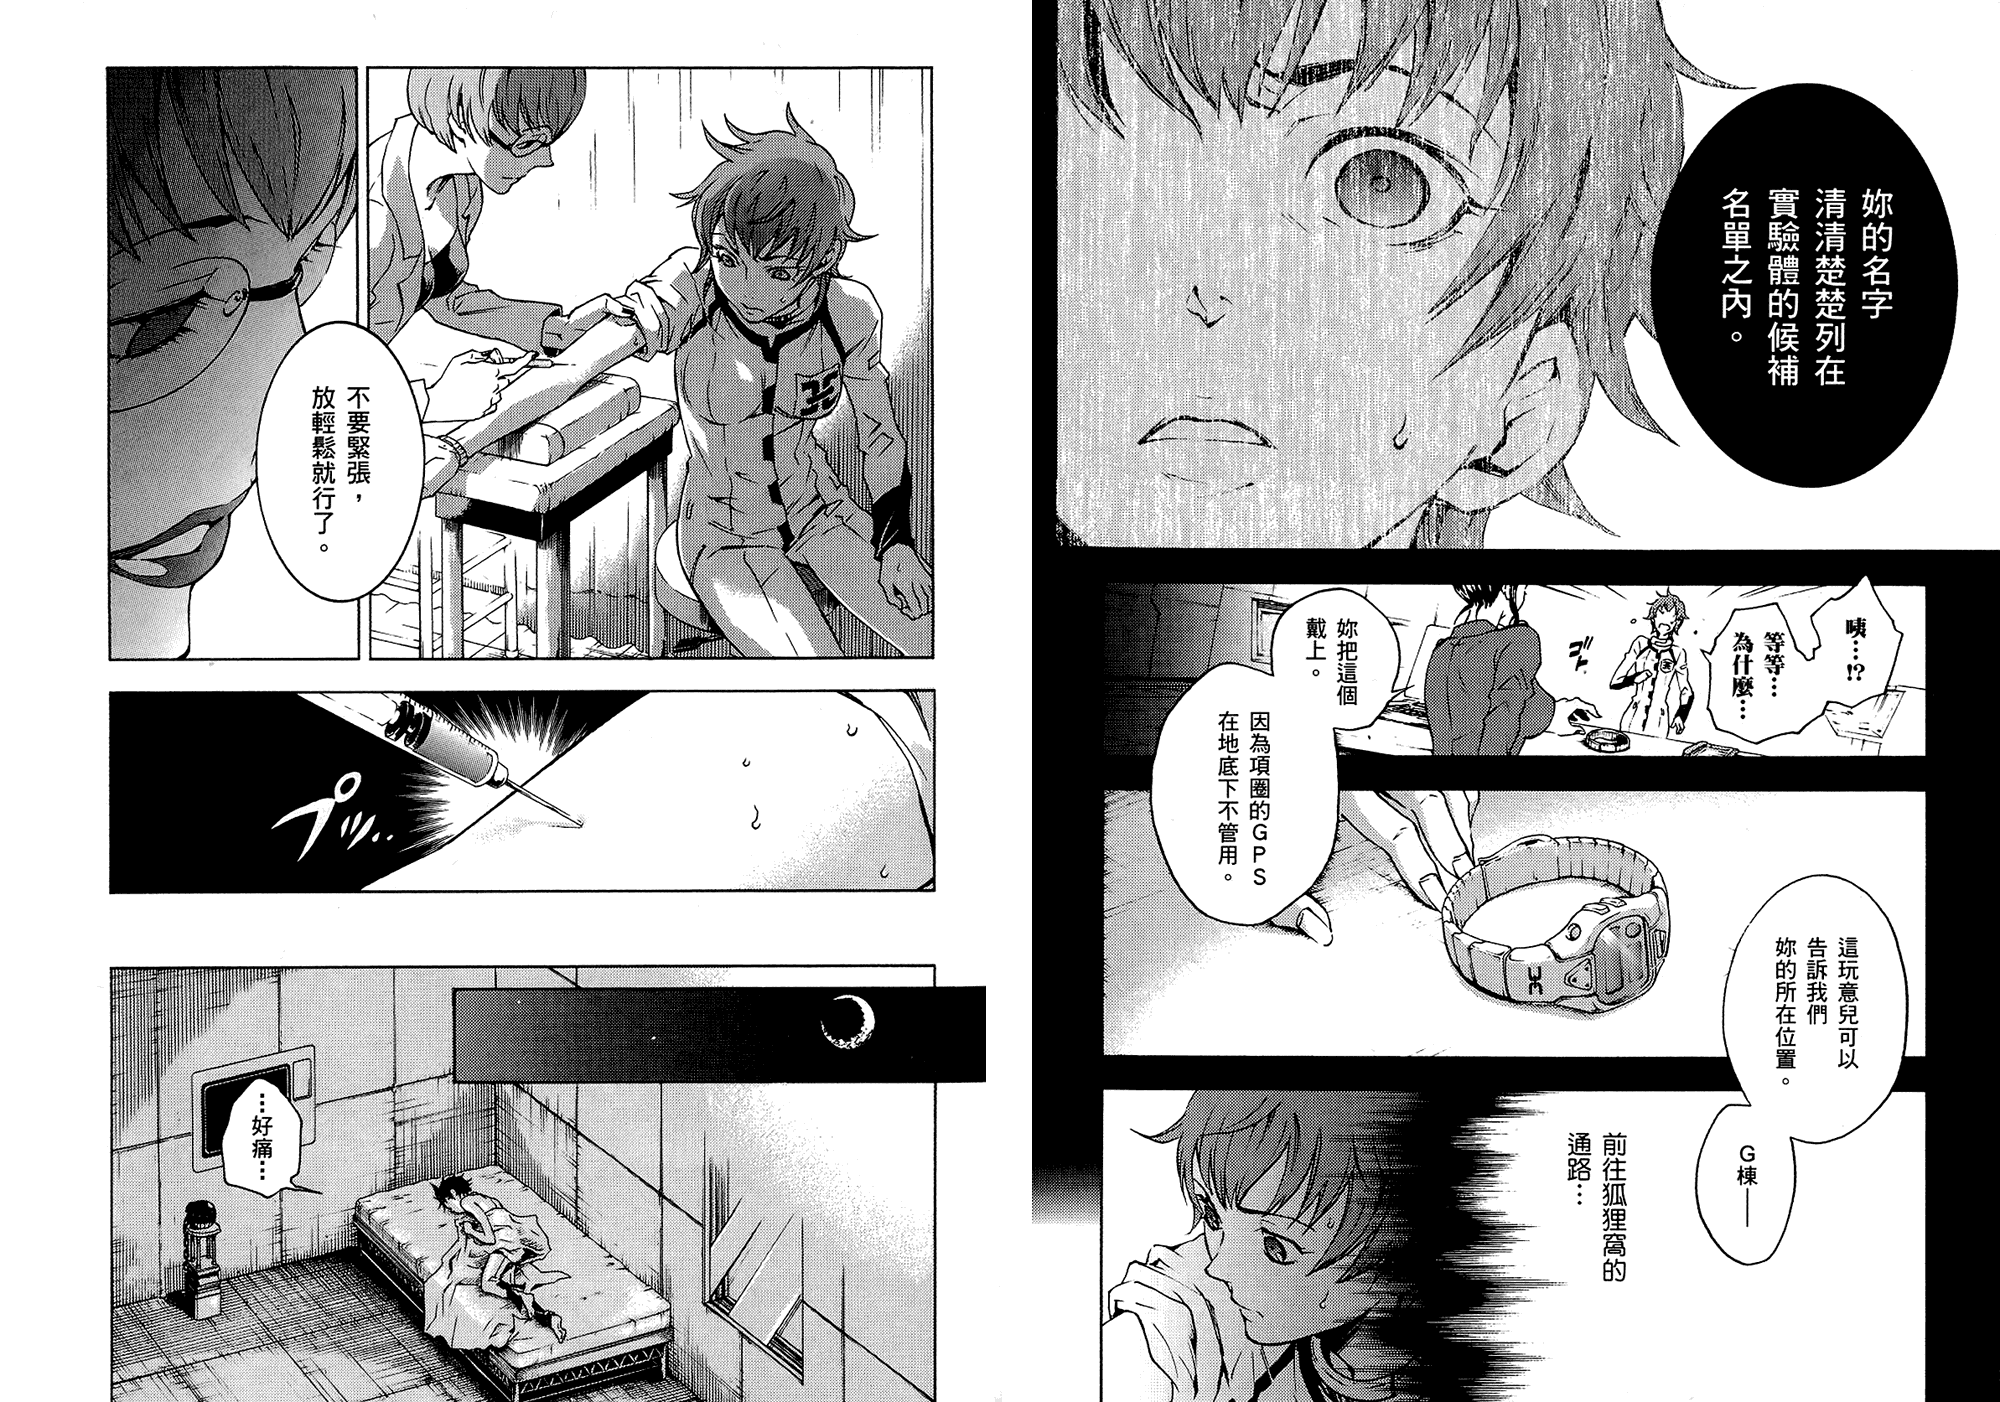 妳的名字
清清楚楚列在
實驗體的候補
名單之內。
咦…!?
等等…
為什麼…
ゴト
妳把這個
戴上。
因為項圈的GPS
在地底下不管用。
這玩意兒可以
告訴我們
妳的所在位置。
G棟——
前往狐狸窩的
通路…
不要緊張，
放輕鬆就行了。
プッ..
…好痛…